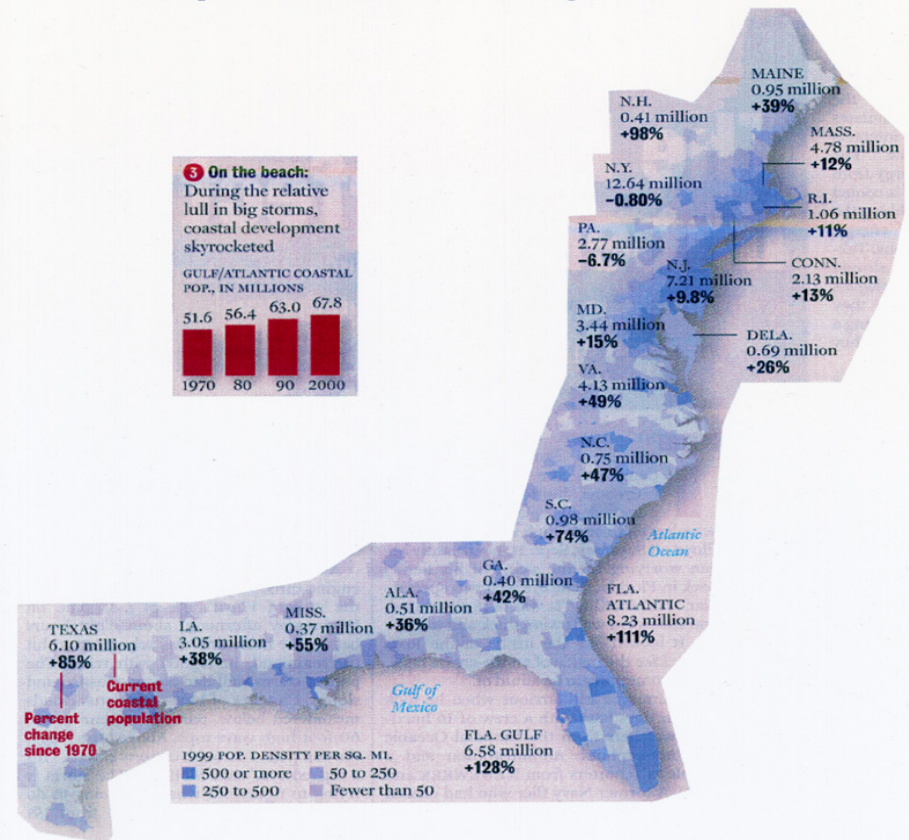 MAINE
0.95 million
+39%
N.H.
0.41 million
+98%
MASS.
4.78 million
+12%
N.Y.
12.64 million
-0.80%
R.I.
1.06 million
+11%
PA.
2.77 million
-6.7%
N.J.
7.21 million
+9.8%
CONN.
2.13 million
+13%
MD.
3.44 million
+15%
DELA.
0.69 million
+26%
VA.
4.13 million
+49%
N.C.
0.75 million
+47%
S.C.
0.98 million
+74%
Atlantic
Ocean
GA.
0.40 million
+42%
FLA.
ATLANTIC
8.23 million
+111%
ALA.
0.51 million
+36%
MISS.
0.37 million
+55%
LA.
3.05 million
+38%
TEXAS
6.10 million
+85%
Current
coastal
population
Percent
change
since 1970
Gulf of
Mexico
FLA. GULF
6.58 million
+128%
1999 POP. DENSITY PER SQ. MI.
500 or more
50 to 250
250 to 500
Fewer than 50
3 On the beach:
During the relative
lull in big storms,
coastal development
skyrocketed
GULF/ATLANTIC COASTAL
POP., IN MILLIONS
51.6 56.4 63.0 67.8
1970 80 90 2000